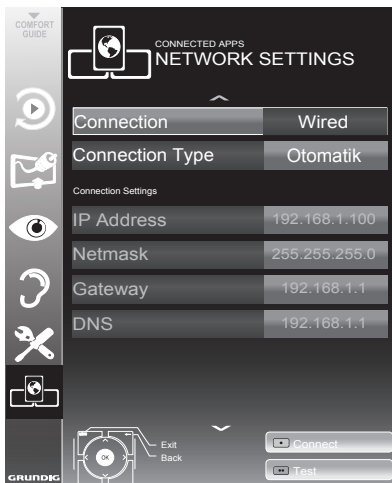 COMFORT
GUIDE
CONNECTED APPS
NETWORK SETTINGS
Connection Wired
Connection Type Otomatik
Connection Settings
IP Address 192.168.1.100
Netmask 255.255.255.0
Gateway 192.168.1.1
DNS 192.168.1.1
Exit
OK
Back
Connect
Test
GRUNDIG